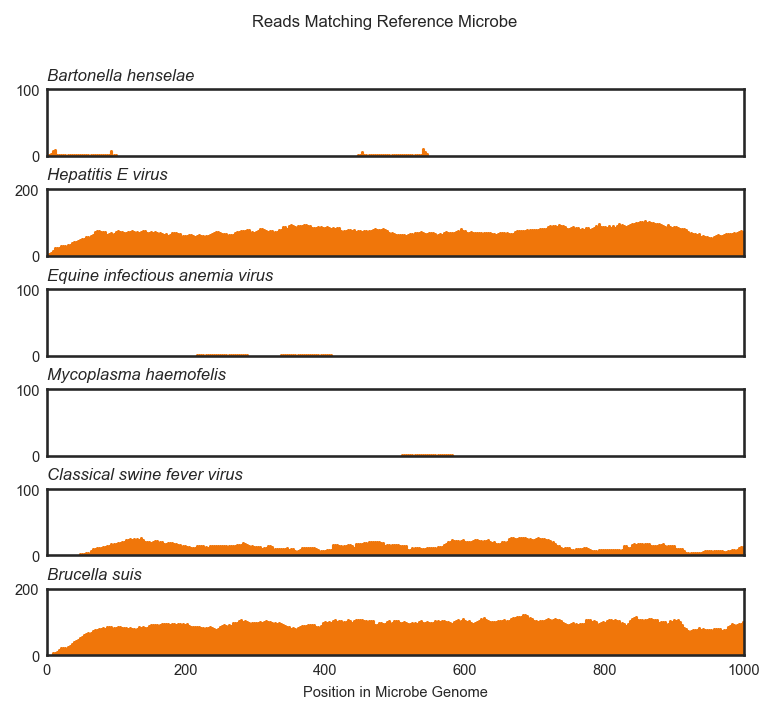 Reads Matching Reference Microbe
Bartonella henselae
100
0
Hepatitis E virus
200
0
Equine infectious anemia virus
100
0
Mycoplasma haemofelis
100
0
Classical swine fever virus
100
0
Brucella suis
200
0
0 200 400 600 800 1000
Position in Microbe Genome